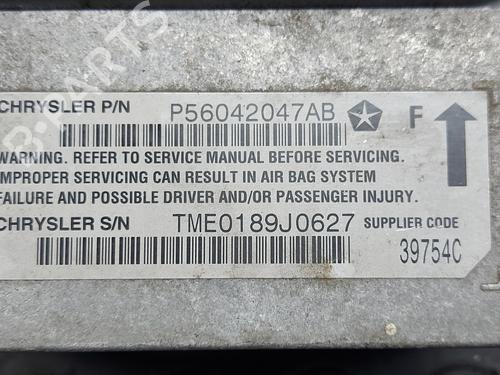 CHRYSLER P/N P56042047AB F
WARNING. REFER TO SERVICE MANUAL BEFORE SERVICING.
IMPROPER SERVICING CAN RESULT IN AIR BAG SYSTEM
FAILURE AND POSSIBLE DRIVER AND/OR PASSENGER INJURY.
CHRYSLER S/N TME0189J0627 SUPPLIER CODE
39754C
B-PARTS